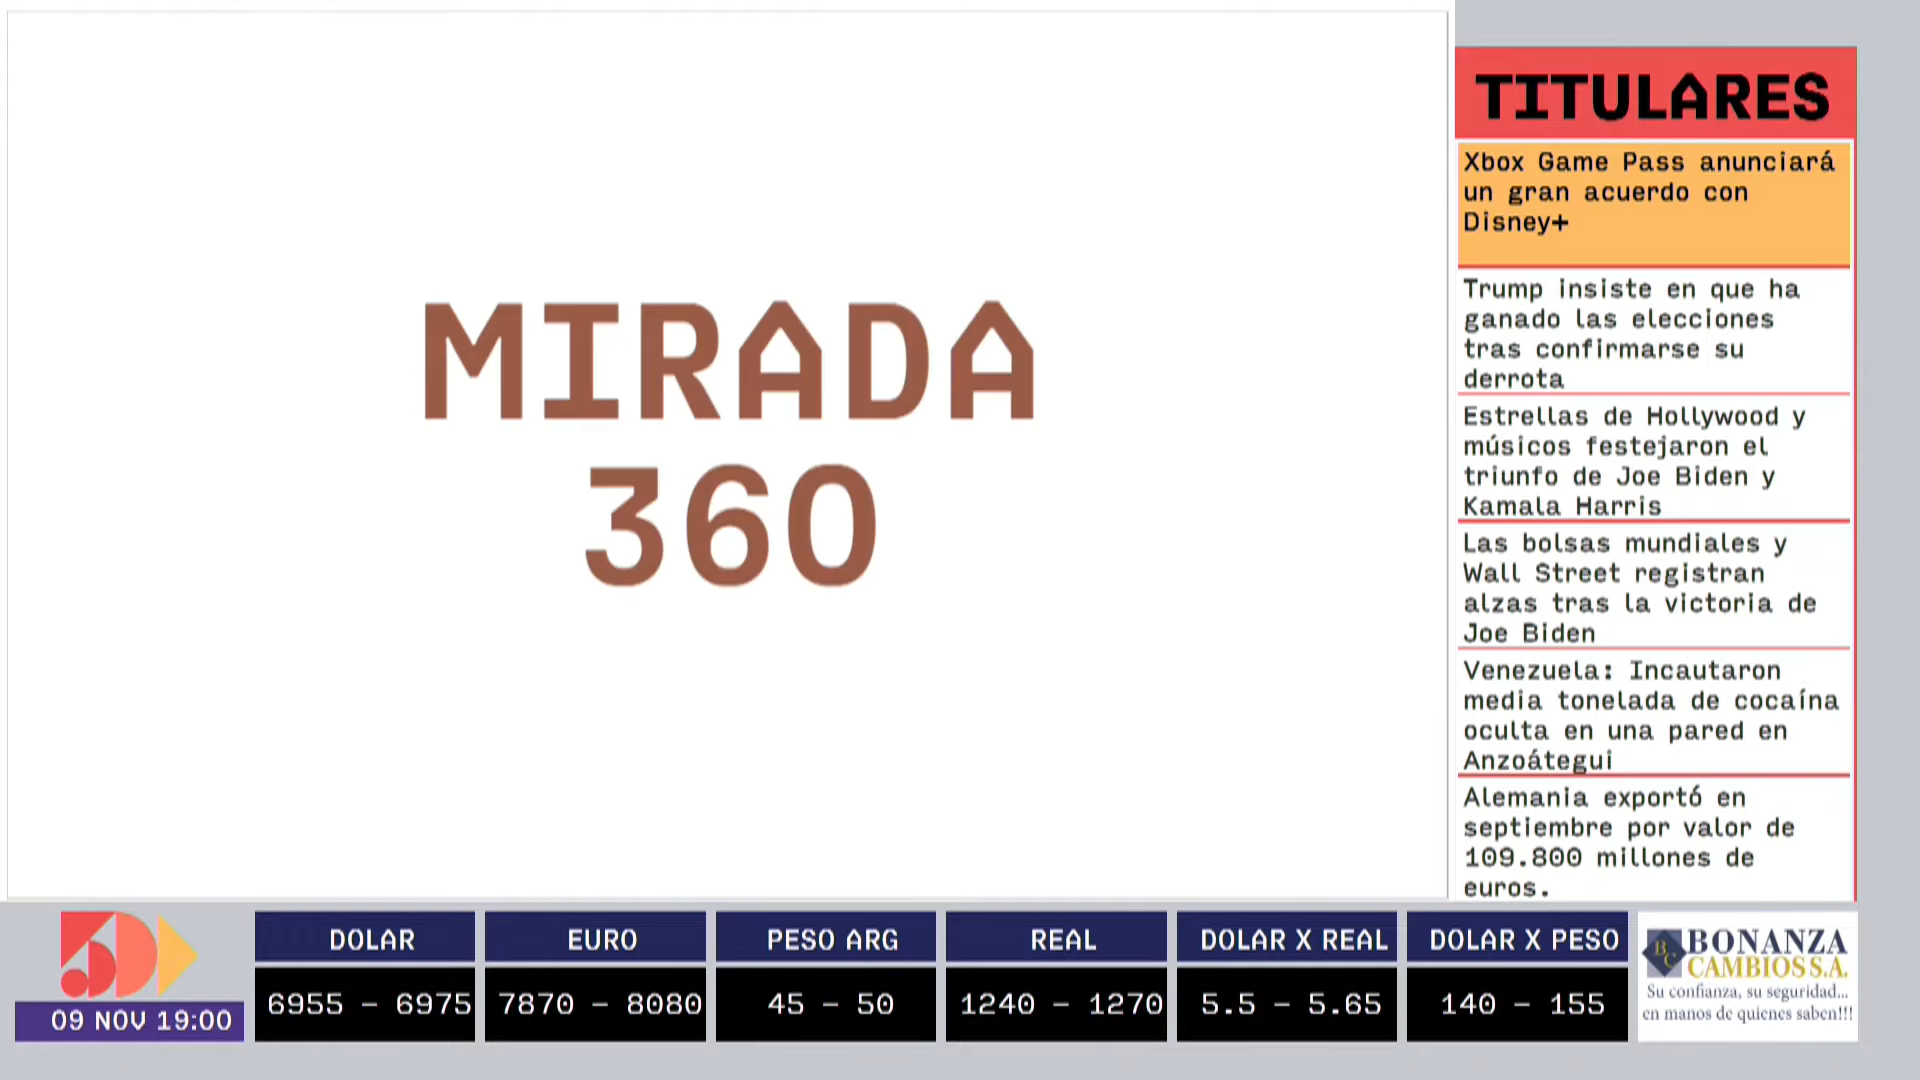 MIRADA
360
TITULARES
Xbox Game Pass anunciará
un gran acuerdo con
Disney+
Trump insiste en que ha
ganado las elecciones
tras confirmarse su
derrota
Estrellas de Hollywood y
músicos festejaron el
triunfo de Joe Biden y
Kamala Harris
Las bolsas mundiales y
Wall Street registran
alzas tras la victoria de
Joe Biden
Venezuela: Incautaron
media tonelada de cocaína
oculta en una pared en
Anzoátegui
Alemania exportó en
septiembre por valor de
109.800 millones de
euros.
5D
09 NOV 19:00
DOLAR
6955 - 6975
EURO
7870 - 8080
PESO ARG
45 - 50
REAL
1240 - 1270
DOLAR X REAL
5.5 - 5.65
DOLAR X PESO
140 - 155
BC
BONANZA
CAMBIOS S.A.
Su confianza, su seguridad...
en manos de quienes saben!!!